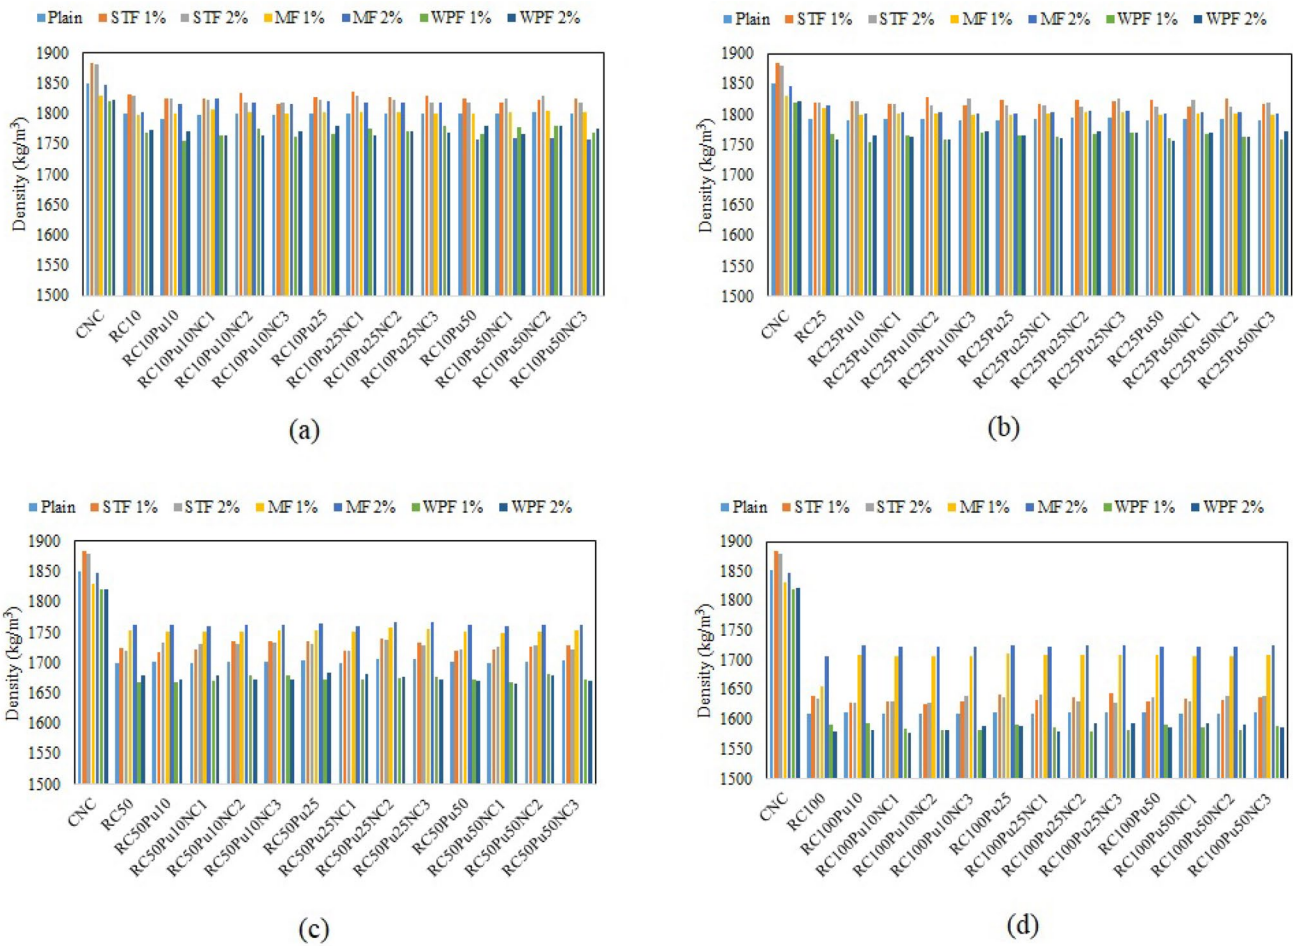 Plain STF 1% STF 2% MF 1% MF 2% WPF 1% WPF 2%
Density (kg/m³)
1900
1850
1800
1750
1700
1650
1600
1550
1500
CNC
RC10
RC10Pu10
RC10Pu10NC1
RC10Pu10NC2
RC10Pu10NC3
RC10Pu25
RC10Pu25NC1
RC10Pu25NC2
RC10Pu25NC3
RC10Pu50
RC10Pu50NC1
RC10Pu50NC2
RC10Pu50NC3
(a)
Plain STF 1% STF 2% MF 1% MF 2% WPF 1% WPF 2%
Density (kg/m³)
1900
1850
1800
1750
1700
1650
1600
1550
1500
CNC
RC25
RC25Pu10
RC25Pu10NC1
RC25Pu10NC2
RC25Pu10NC3
RC25Pu25
RC25Pu25NC1
RC25Pu25NC2
RC25Pu25NC3
RC25Pu50
RC25Pu50NC1
RC25Pu50NC2
RC25Pu50NC3
(b)
Plain STF 1% STF 2% MF 1% MF 2% WPF 1% WPF 2%
Density (kg/m³)
1900
1850
1800
1750
1700
1650
1600
1550
1500
CNC
RC50
RC50Pu10
RC50Pu10NC1
RC50Pu10NC2
RC50Pu10NC3
RC50Pu25
RC50Pu25NC1
RC50Pu25NC2
RC50Pu25NC3
RC50Pu50
RC50Pu50NC1
RC50Pu50NC2
RC50Pu50NC3
(c)
Plain STF 1% STF 2% MF 1% MF 2% WPF 1% WPF 2%
Density (kg/m³)
1900
1850
1800
1750
1700
1650
1600
1550
1500
CNC
RC100
RC100Pu10
RC100Pu10NC1
RC100Pu10NC2
RC100Pu10NC3
RC100Pu25
RC100Pu25NC1
RC100Pu25NC2
RC100Pu25NC3
RC100Pu50
RC100Pu50NC1
RC100Pu50NC2
RC100Pu50NC3
(d)